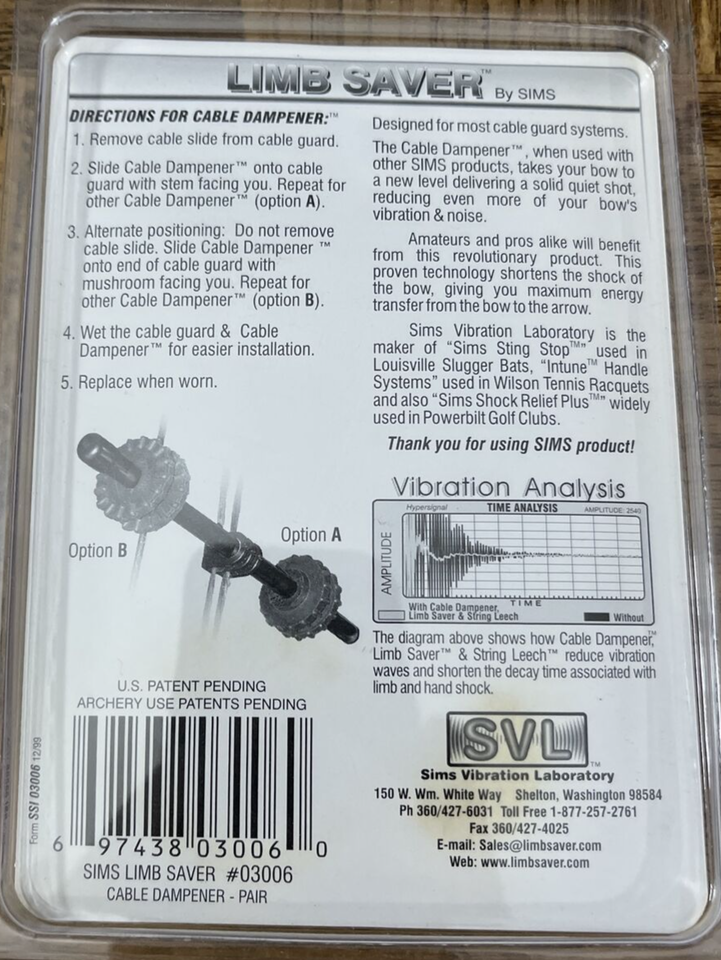 LIMB SAVER™ By SIMS
DIRECTIONS FOR CABLE DAMPENER:™
1. Remove cable slide from cable guard.
2. Slide Cable Dampener™ onto cable
guard with stem facing you. Repeat for
other Cable Dampener™ (option A).
3. Alternate positioning: Do not remove
cable slide. Slide Cable Dampener ™
onto end of cable guard with
mushroom facing you. Repeat for
other Cable Dampener™ (option B).
4. Wet the cable guard & Cable
Dampener™ for easier installation.
5. Replace when worn.
Option B
Option A
U.S. PATENT PENDING
ARCHERY USE PATENTS PENDING
Form SSI 03006 12/99
6 97438 03006 0
SIMS LIMB SAVER #03006
CABLE DAMPENER - PAIR
Designed for most cable guard systems.
The Cable Dampener™, when used with
other SIMS products, takes your bow to
a new level delivering a solid quiet shot,
reducing even more of your bow's
vibration & noise.
Amateurs and pros alike will benefit
from this revolutionary product. This
proven technology shortens the shock of
the bow, giving you maximum energy
transfer from the bow to the arrow.
Sims Vibration Laboratory is the
maker of "Sims Sting Stop™" used in
Louisville Slugger Bats, "Intune™ Handle
Systems" used in Wilson Tennis Racquets
and also "Sims Shock Relief Plus™" widely
used in Powerbilt Golf Clubs.
Thank you for using SIMS product!
Vibration Analysis
Hypersignal TIME ANALYSIS AMPLITUDE: 2540
AMPLITUDE
TIME
With Cable Dampener,
Limb Saver & String Leech
Without
The diagram above shows how Cable Dampener,™
Limb Saver™ & String Leech™ reduce vibration
waves and shorten the decay time associated with
limb and hand shock.
SVL™
Sims Vibration Laboratory
150 W. Wm. White Way Shelton, Washington 98584
Ph 360/427-6031 Toll Free 1-877-257-2761
Fax 360/427-4025
E-mail: Sales@limbsaver.com
Web: www.limbsaver.com